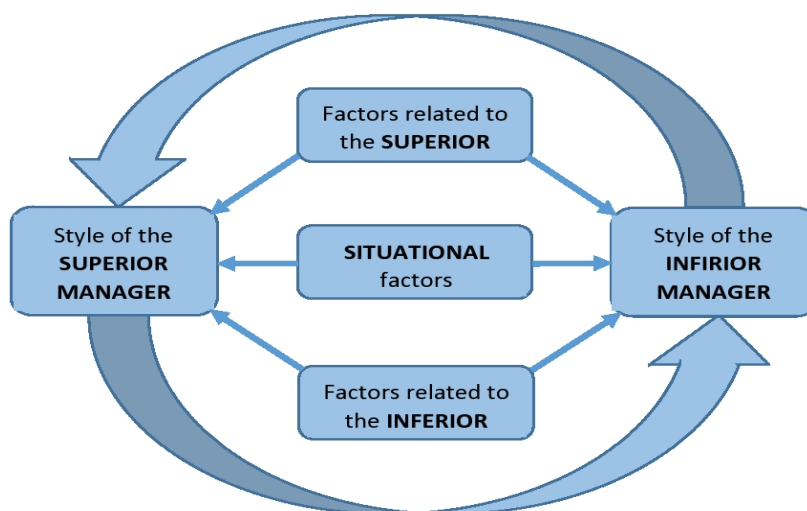 Factors related to
the SUPERIOR
Style of the
SUPERIOR
MANAGER
SITUATIONAL
factors
Style of the
INFIRIOR
MANAGER
Factors related to
the INFERIOR